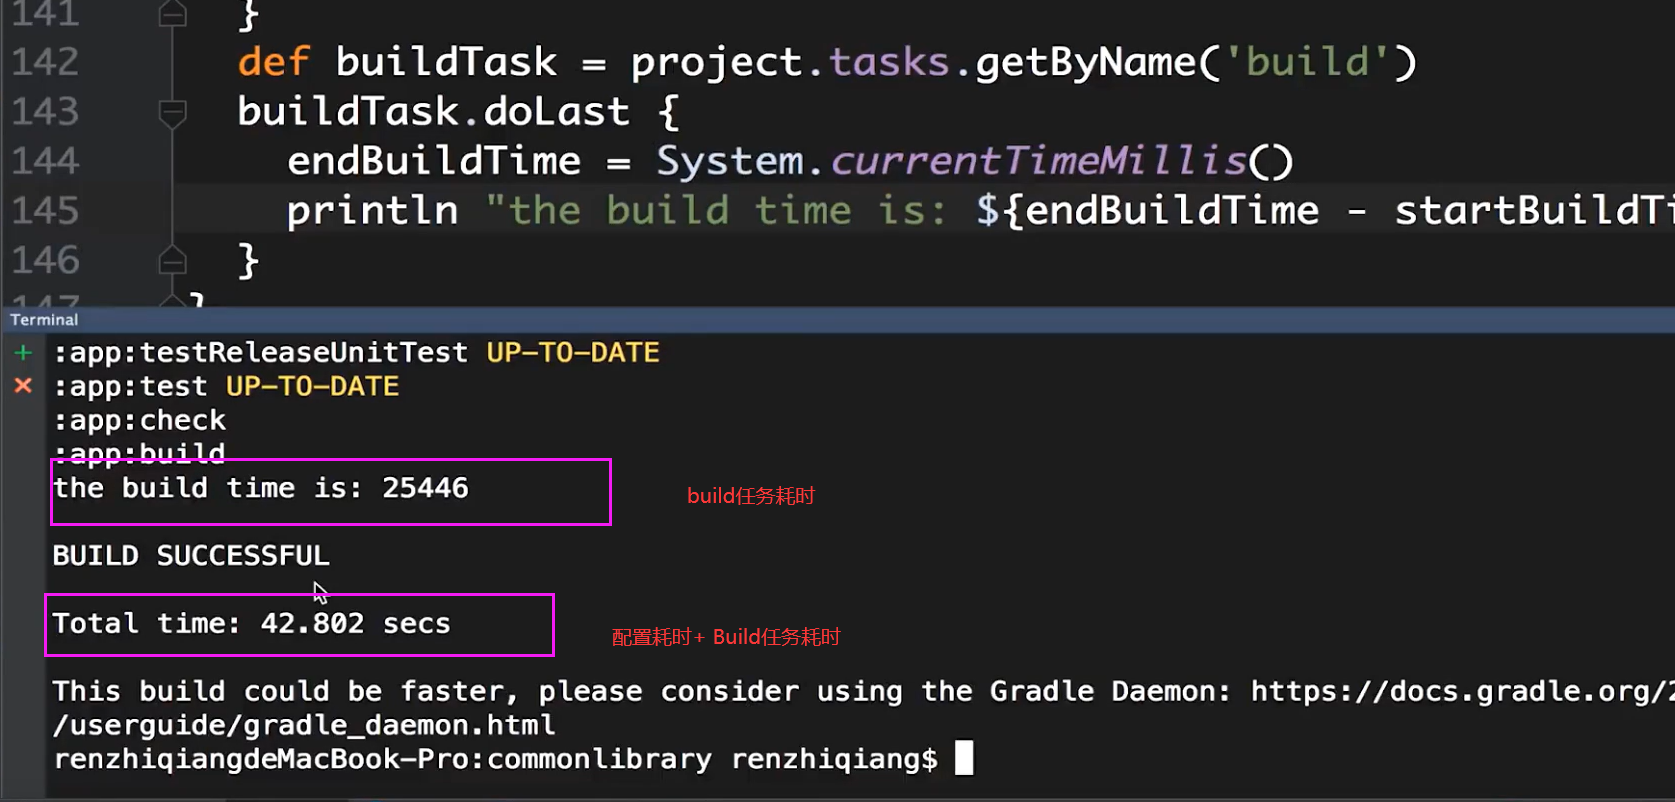 141 }
142 def buildTask = project.tasks.getByName('build')
143 buildTask.doLast {
144 endBuildTime = System.currentTimeMillis()
145 println "the build time is: ${endBuildTime - startBuildTi
146 }
147 }
Terminal
:app:testReleaseUnitTest UP-TO-DATE
:app:test UP-TO-DATE
:app:check
:app:build
the build time is: 25446 build任务耗时
BUILD SUCCESSFUL
Total time: 42.802 secs 配置耗时+ Build任务耗时
This build could be faster, please consider using the Gradle Daemon: https://docs.gradle.org/2
/userguide/gradle_daemon.html
renzhiqiangdeMacBook-Pro:commonlibrary renzhiqiang$